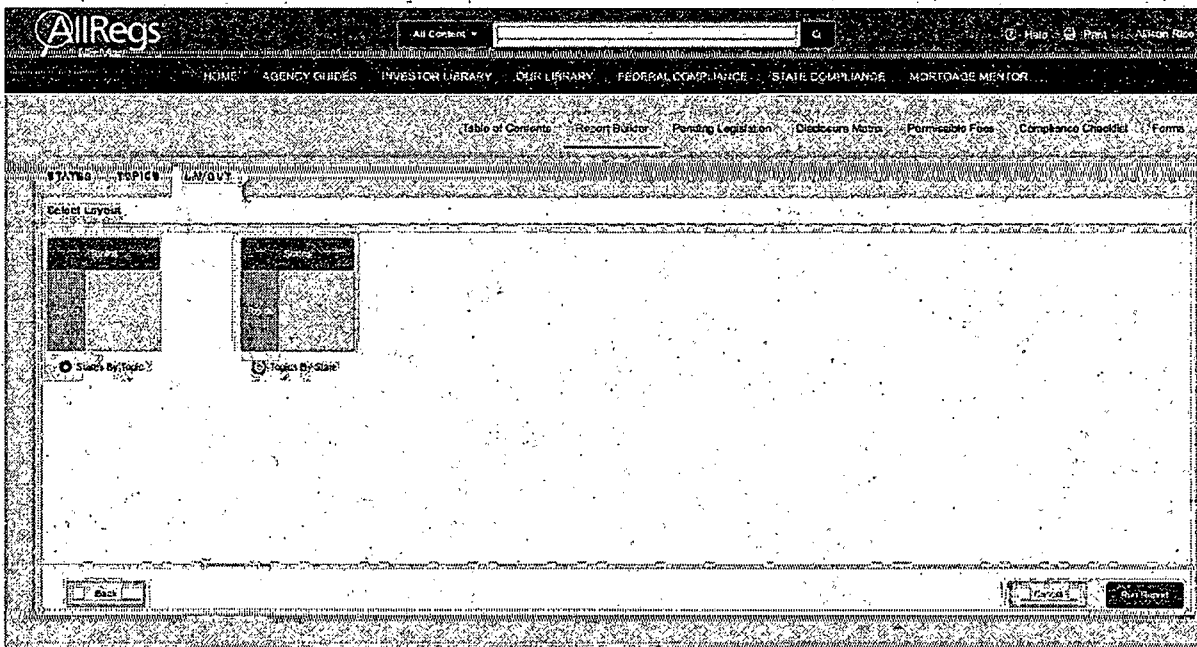 AllRegs
All Content
Help Print Allison Rice
HOME AGENCY GUIDES INVESTOR LIBRARY OUR LIBRARY FEDERAL COMPLIANCE STATE COMPLIANCE MORTGAGE MENTOR
Table of Contents Report Builder Pending Legislation Disclosure Matrix Permissible Fees Compliance Checklist Forms
STATES TOPICS LAYOUT
Select Layout
States By Topic Topics By State
Back Cancel Run Report